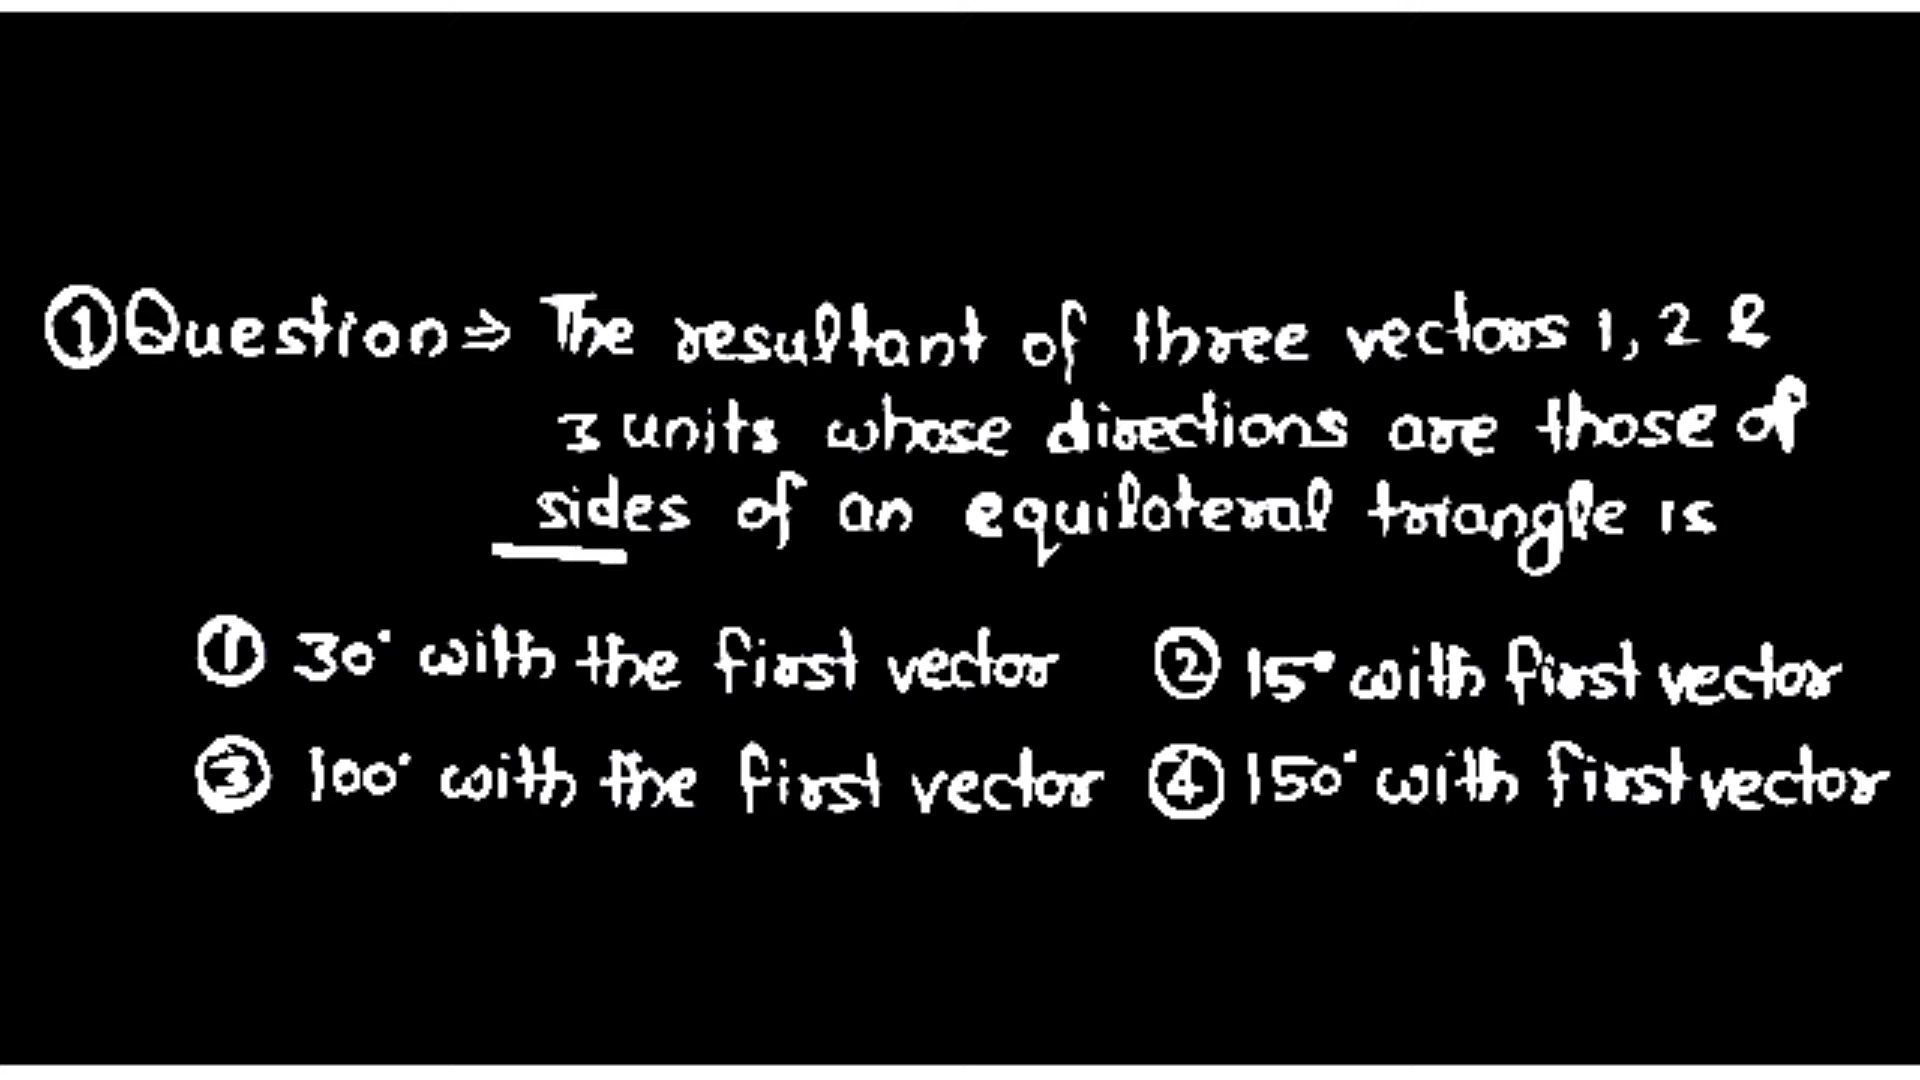 ① Question ⇒ The resultant of three vectors 1, 2 &
3 units whose directions are those of
sides of an equilateral triangle is
① 30° with the first vector ② 15° with first vector
③ 100° with the first vector ④ 150° with first vector